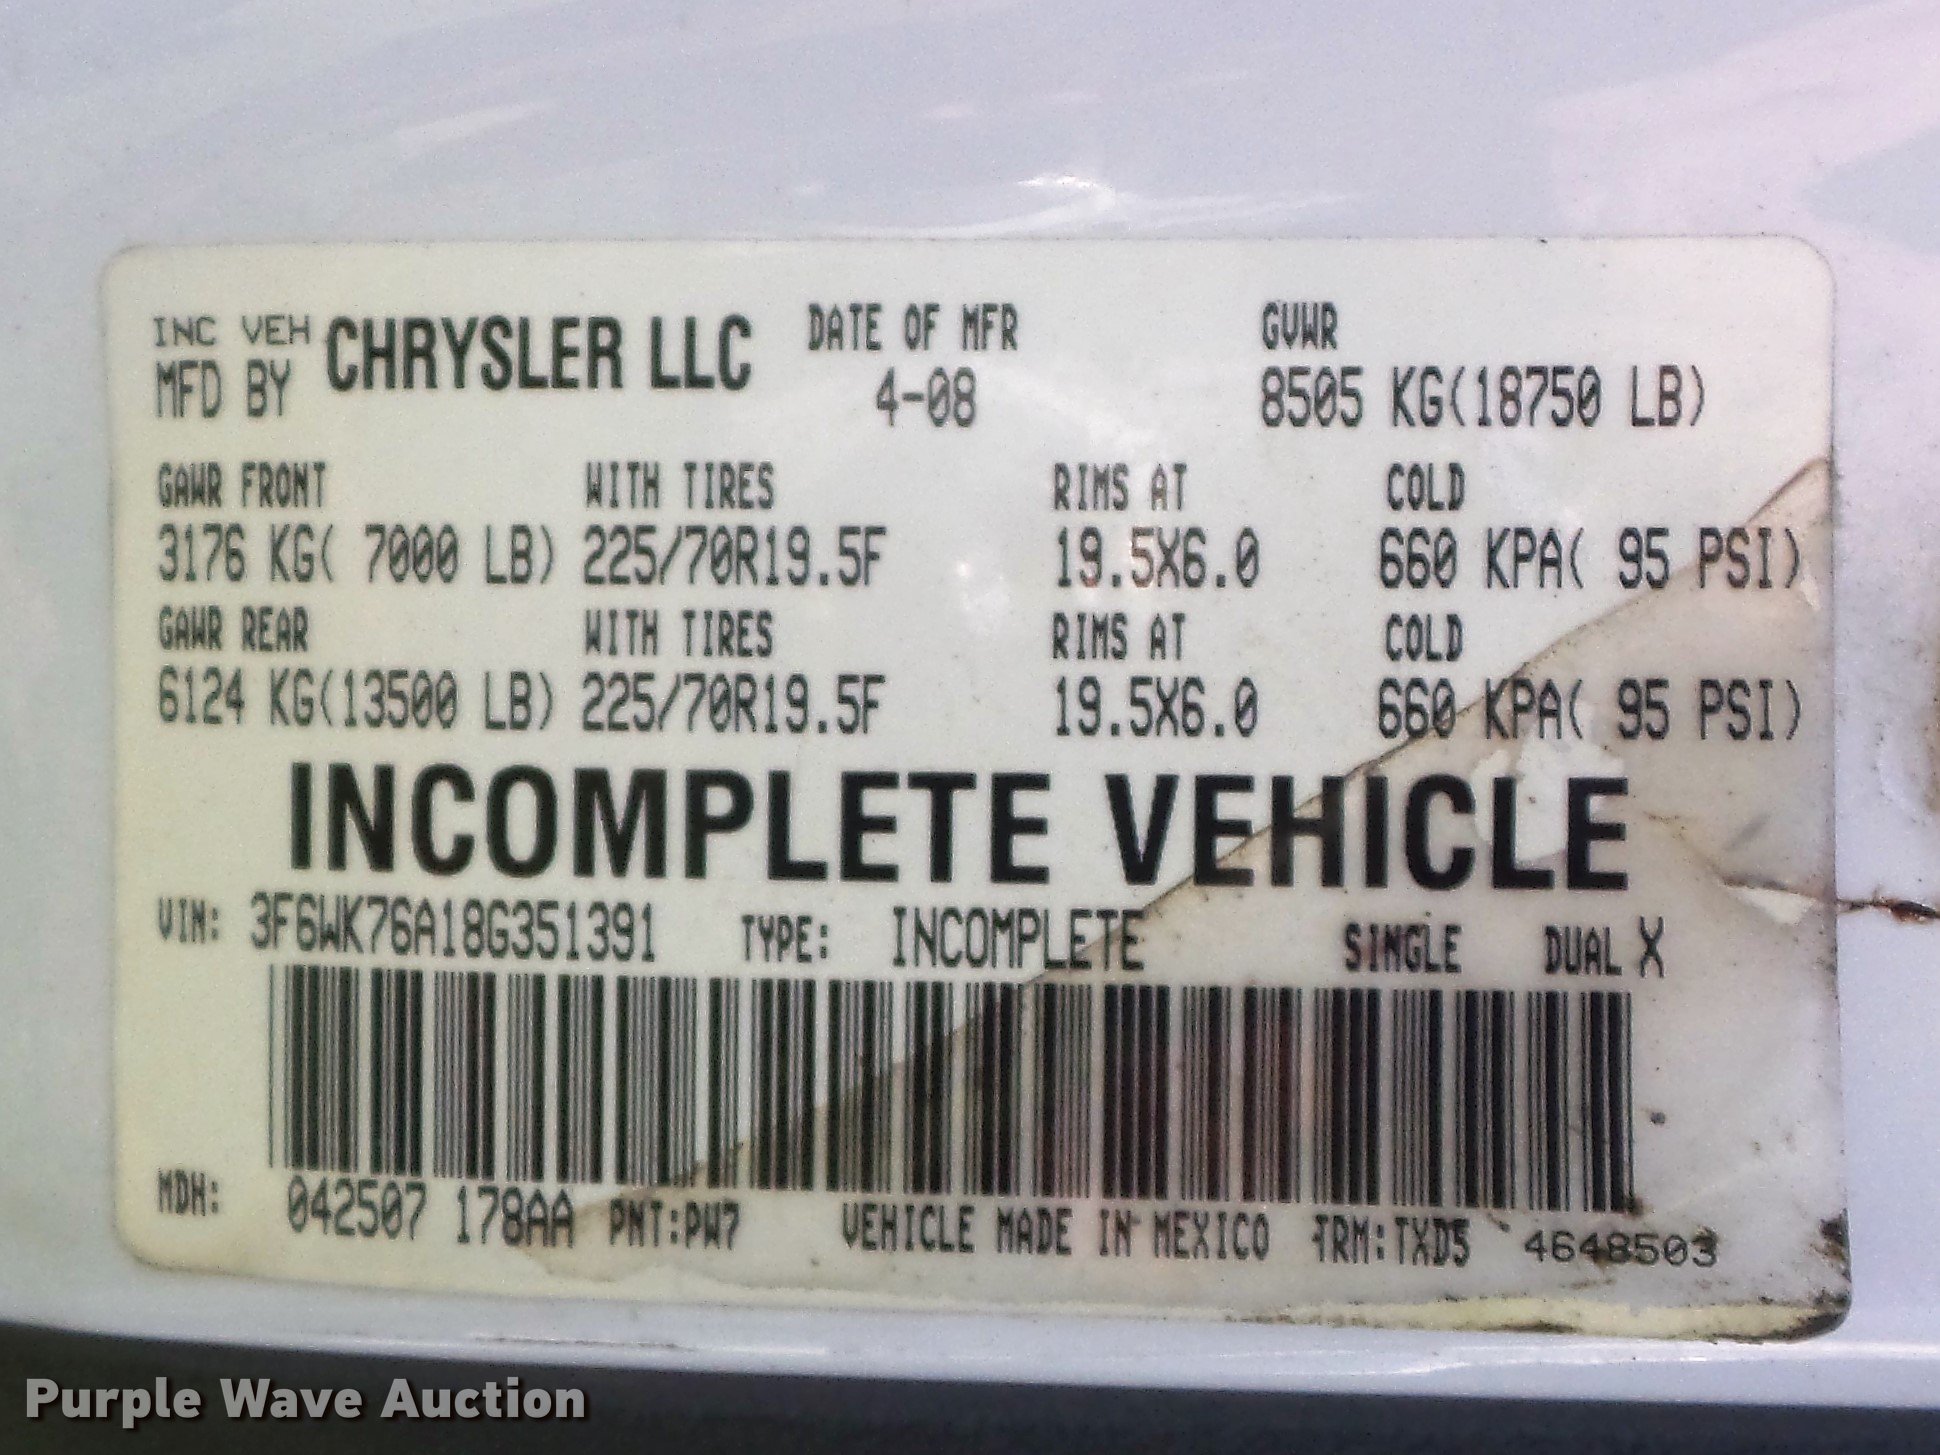 INC VEH MFD BY CHRYSLER LLC DATE OF MFR 4-08 GVWR 8505 KG(18750 LB)
GAWR FRONT WITH TIRES RIMS AT COLD
3176 KG( 7000 LB) 225/70R19.5F 19.5X6.0 660 KPA( 95 PSI)
GAWR REAR WITH TIRES RIMS AT COLD
6124 KG(13500 LB) 225/70R19.5F 19.5X6.0 660 KPA( 95 PSI)
INCOMPLETE VEHICLE
VIN: 3F6WK76A18G351391 TYPE: INCOMPLETE SINGLE DUAL X
MDH: 042507 178AA PNT:PW7 VEHICLE MADE IN MEXICO TRM:TXD5 4648503
Purple Wave Auction